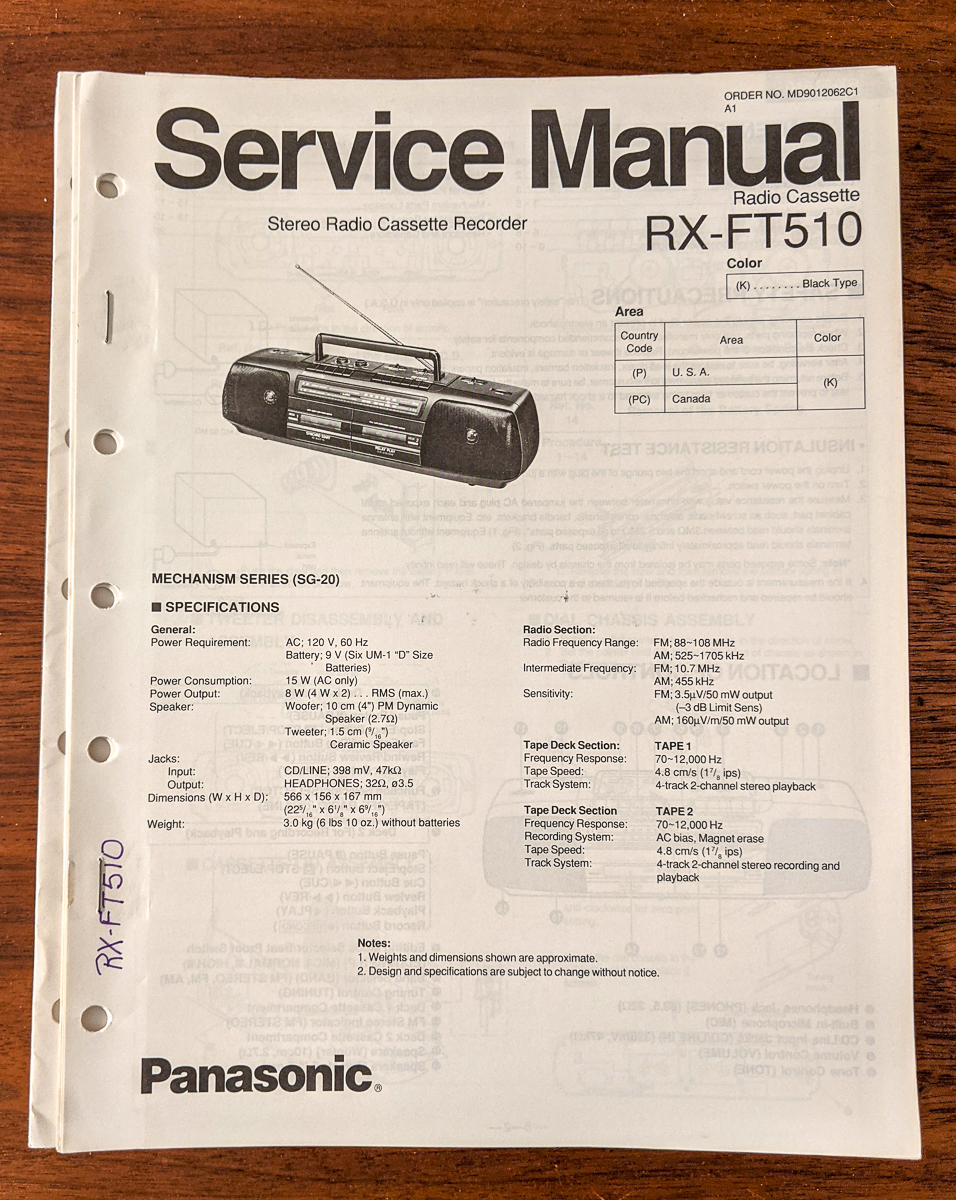 ORDER NO. MD9012062C1
A1
Service Manual
Radio Cassette
Stereo Radio Cassette Recorder
RX-FT510
Color
(K) . . . . . . . . Black Type
Area
Country Code Area Color
(P) U. S. A. (K)
(PC) Canada
MECHANISM SERIES (SG-20)
■ SPECIFICATIONS
General:
Power Requirement: AC; 120 V, 60 Hz
Battery; 9 V (Six UM-1 “D” Size
Batteries)
Power Consumption: 15 W (AC only)
Power Output: 8 W (4 W x 2) . . . RMS (max.)
Speaker: Woofer; 10 cm (4") PM Dynamic
Speaker (2.7Ω)
Tweeter; 1.5 cm (9/16")
Ceramic Speaker
Jacks:
Input: CD/LINE; 398 mV, 47kΩ
Output: HEADPHONES; 32Ω, ø3.5
Dimensions (W x H x D): 566 x 156 x 167 mm
(22 5/16" x 6 1/8" x 6 9/16")
Weight: 3.0 kg (6 lbs 10 oz.) without batteries
Radio Section:
Radio Frequency Range: FM; 88~108 MHz
AM; 525~1705 kHz
Intermediate Frequency: FM; 10.7 MHz
AM; 455 kHz
Sensitivity: FM; 3.5µV/50 mW output
(–3 dB Limit Sens)
AM; 160µV/m/50 mW output
Tape Deck Section: TAPE 1
Frequency Response: 70~12,000 Hz
Tape Speed: 4.8 cm/s (1 7/8 ips)
Track System: 4-track 2-channel stereo playback
Tape Deck Section TAPE 2
Frequency Response: 70~12,000 Hz
Recording System: AC bias, Magnet erase
Tape Speed: 4.8 cm/s (1 7/8 ips)
Track System: 4-track 2-channel stereo recording and
playback
RX-FT510
Notes:
1. Weights and dimensions shown are approximate.
2. Design and specifications are subject to change without notice.
Panasonic®